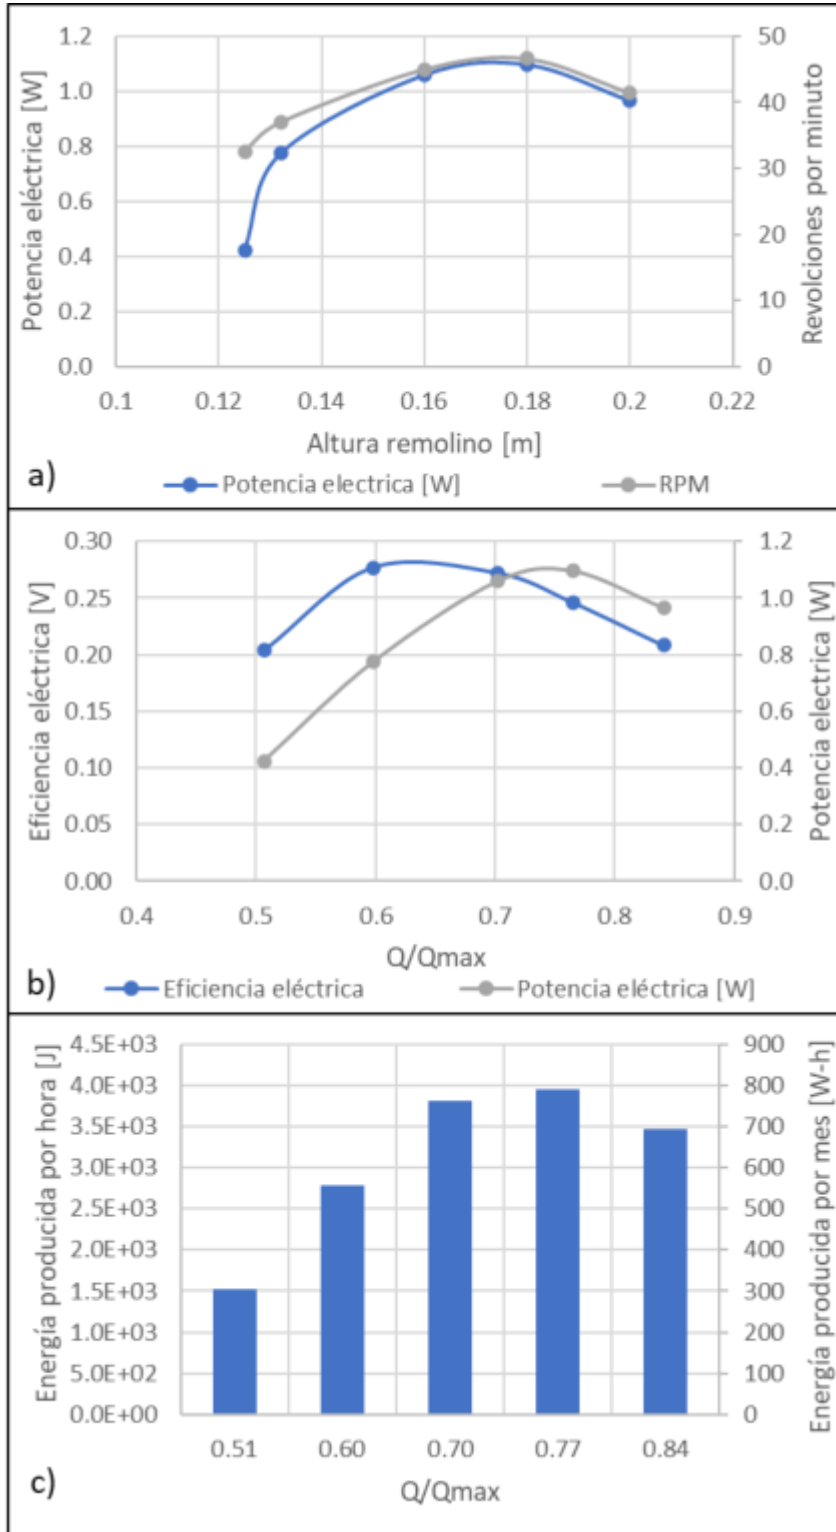 Potencia eléctrica [W]
1.2
1.0
0.8
0.6
0.4
0.2
0.0
50
40
30
20
10
0
Revolciones por minuto
0.1 0.12 0.14 0.16 0.18 0.2 0.22
Altura remolino [m]
a)
Potencia electrica [W] RPM
Eficiencia eléctrica [V]
0.30
0.25
0.20
0.15
0.10
0.05
0.00
1.2
1.0
0.8
0.6
0.4
0.2
0.0
Potencia electrica [W]
0.4 0.5 0.6 0.7 0.8 0.9
Q/Qmax
b)
Eficiencia eléctrica Potencia eléctrica [W]
Energía producida por hora [J]
4.5E+03
4.0E+03
3.5E+03
3.0E+03
2.5E+03
2.0E+03
1.5E+03
1.0E+03
5.0E+02
0.0E+00
900
800
700
600
500
400
300
200
100
0
Energía producida por mes [W-h]
0.51 0.60 0.70 0.77 0.84
Q/Qmax
c)